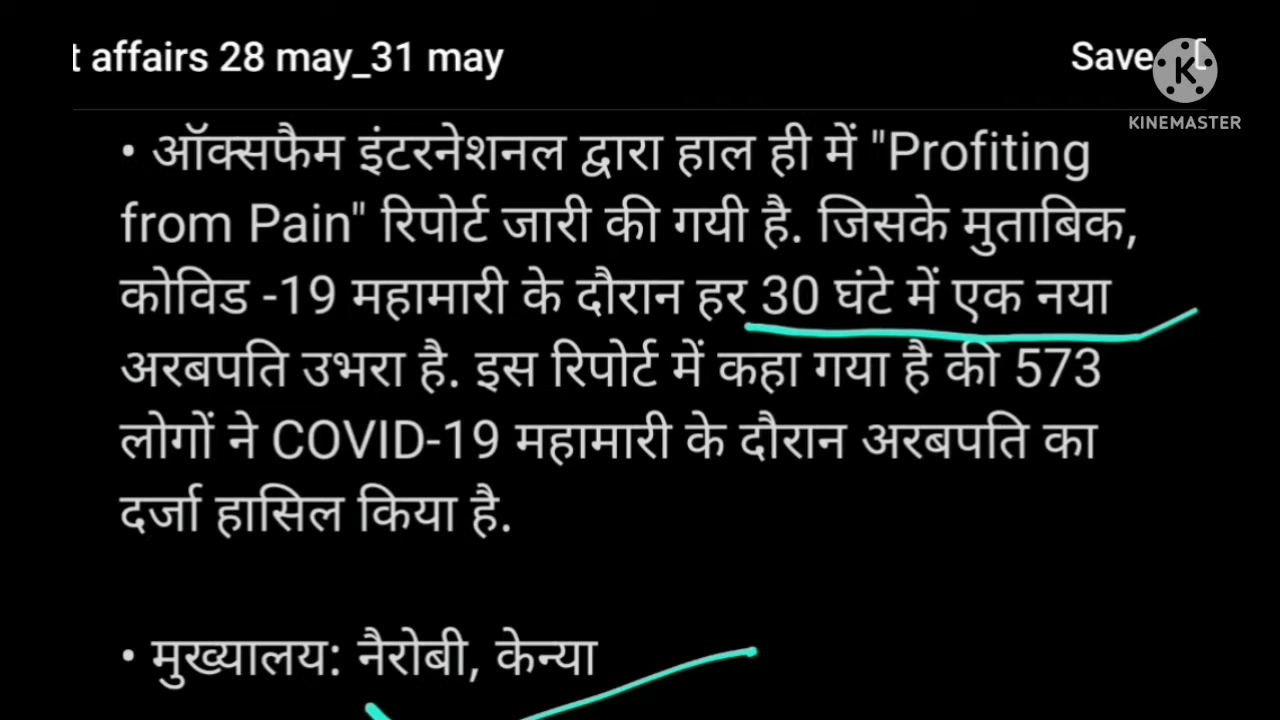 t affairs 28 may_31 may
Save
K
KINEMASTER
• ऑक्सफैम इंटरनेशनल द्वारा हाल ही में "Profiting
from Pain" रिपोर्ट जारी की गयी है. जिसके मुताबिक,
कोविड -19 महामारी के दौरान हर 30 घंटे में एक नया
अरबपति उभरा है. इस रिपोर्ट में कहा गया है की 573
लोगों ने COVID-19 महामारी के दौरान अरबपति का
दर्जा हासिल किया है.
• मुख्यालय: नैरोबी, केन्या